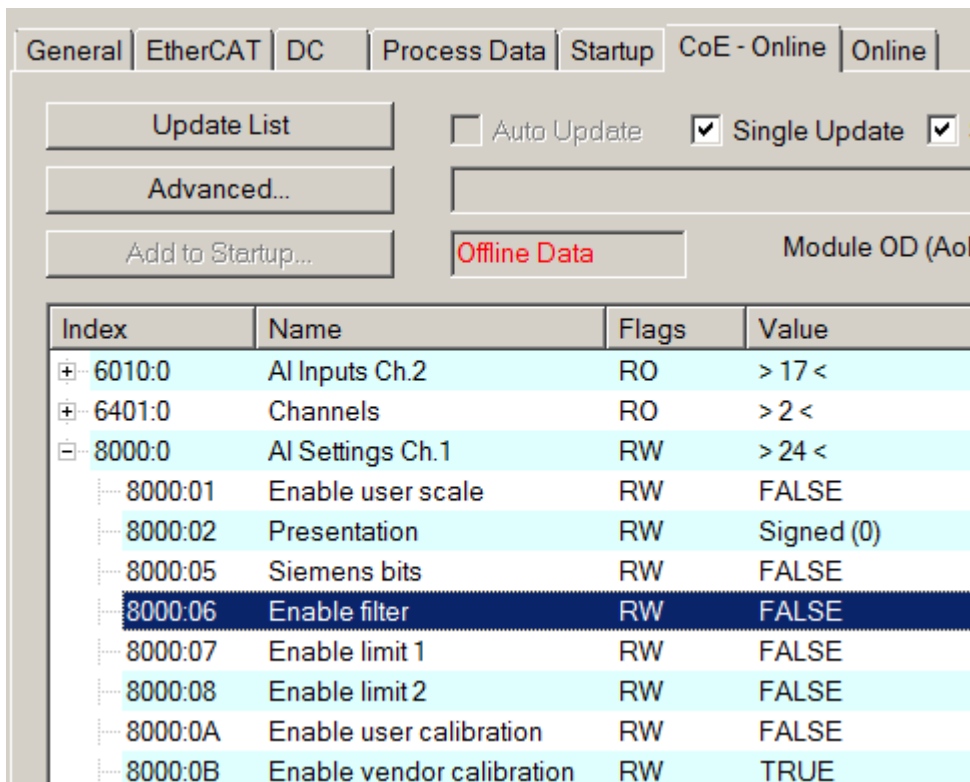 General EtherCAT DC Process Data Startup CoE - Online Online
Update List Auto Update Single Update
Advanced...
Add to Startup... Offline Data Module OD (AoI
Index Name Flags Value
6010:0 AI Inputs Ch.2 RO > 17 <
6401:0 Channels RO > 2 <
8000:0 AI Settings Ch.1 RW > 24 <
8000:01 Enable user scale RW FALSE
8000:02 Presentation RW Signed (0)
8000:05 Siemens bits RW FALSE
8000:06 Enable filter RW FALSE
8000:07 Enable limit 1 RW FALSE
8000:08 Enable limit 2 RW FALSE
8000:0A Enable user calibration RW FALSE
8000:0B Enable vendor calibration RW TRUE